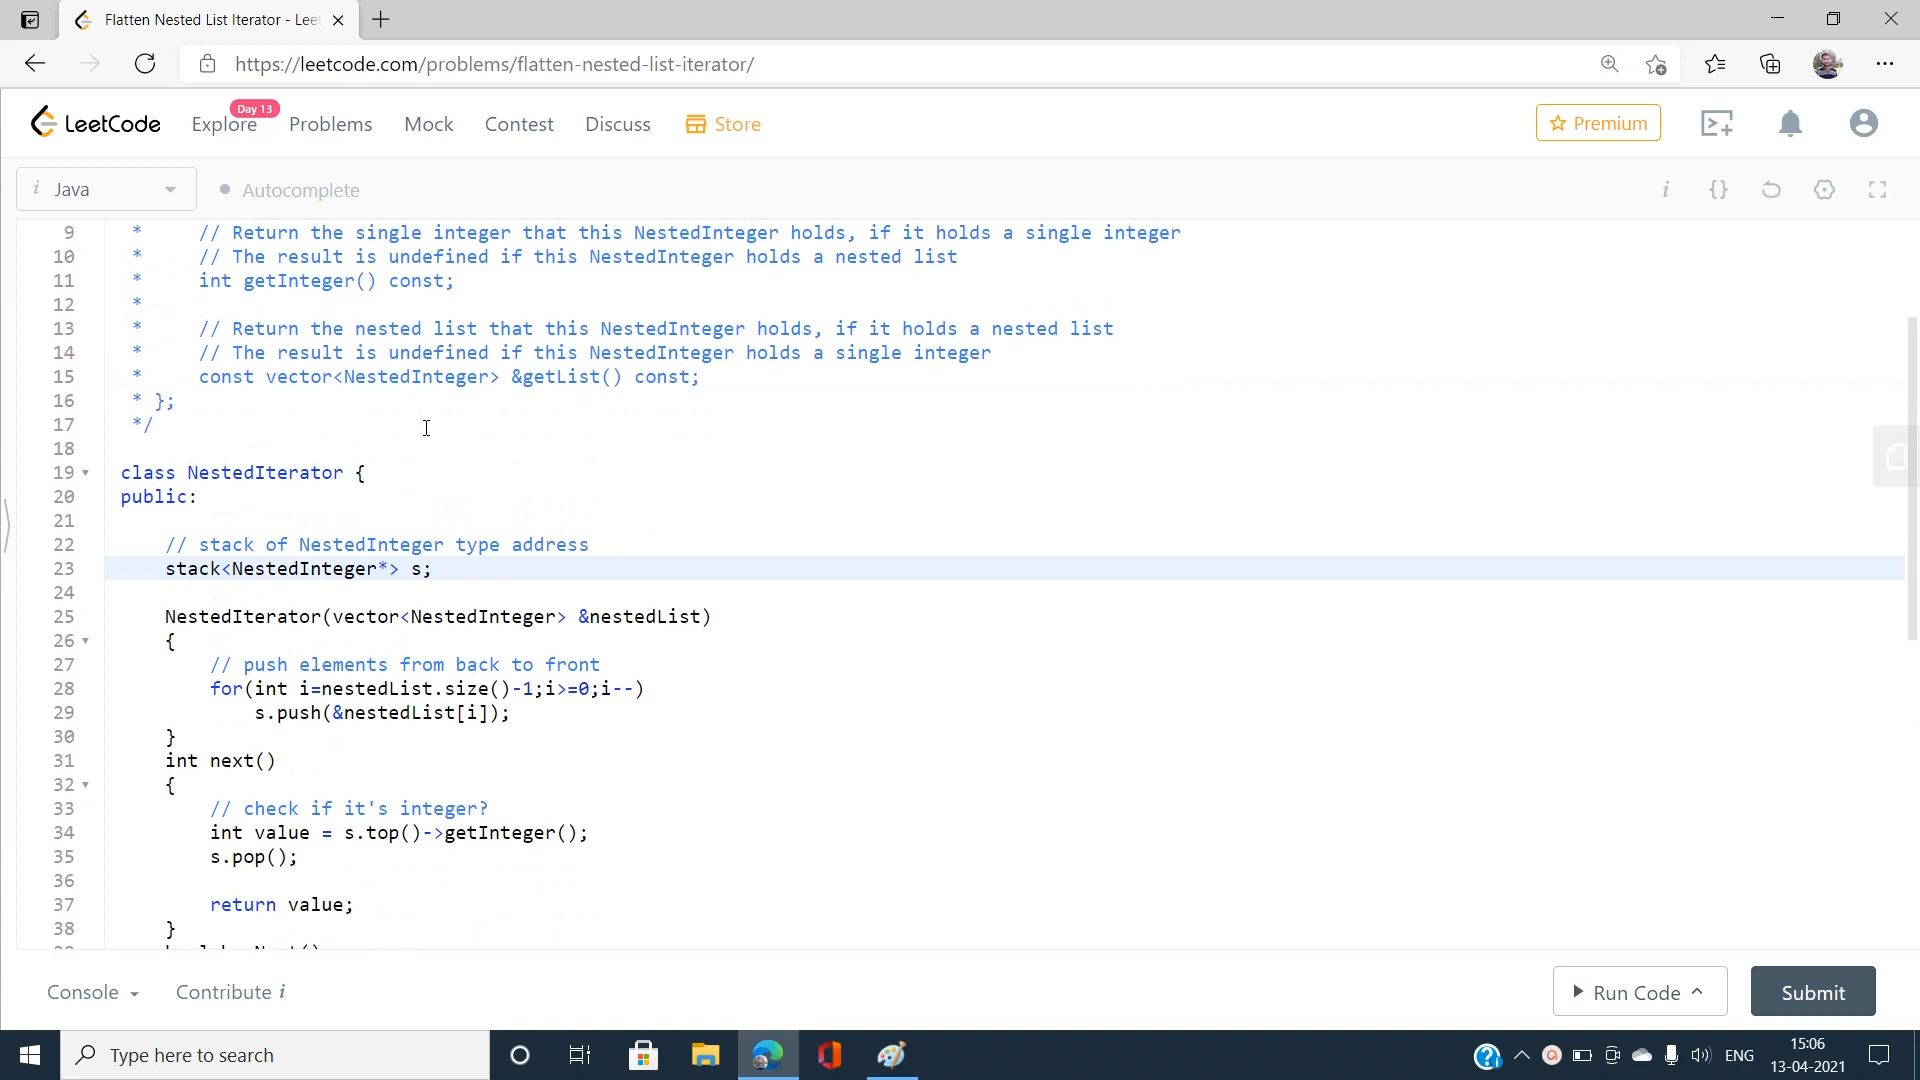 Flatten Nested List Iterator - Lee
https://leetcode.com/problems/flatten-nested-list-iterator/
LeetCode
Explore
Day 13
Problems
Mock
Contest
Discuss
Store
Premium
i Java
Autocomplete
i {}
9 * // Return the single integer that this NestedInteger holds, if it holds a single integer
10 * // The result is undefined if this NestedInteger holds a nested list
11 * int getInteger() const;
12 *
13 * // Return the nested list that this NestedInteger holds, if it holds a nested list
14 * // The result is undefined if this NestedInteger holds a single integer
15 * const vector<NestedInteger> &getList() const;
16 * };
17 */
18
19 class NestedIterator {
20 public:
21
22 // stack of NestedInteger type address
23 stack<NestedInteger*> s;
24
25 NestedIterator(vector<NestedInteger> &nestedList)
26 {
27 // push elements from back to front
28 for(int i=nestedList.size()-1;i>=0;i--)
29 s.push(&nestedList[i]);
30 }
31 int next()
32 {
33 // check if it's integer?
34 int value = s.top()->getInteger();
35 s.pop();
36
37 return value;
38 }
Console
Contribute i
Run Code
Submit
Type here to search
ENG
15:06
13-04-2021